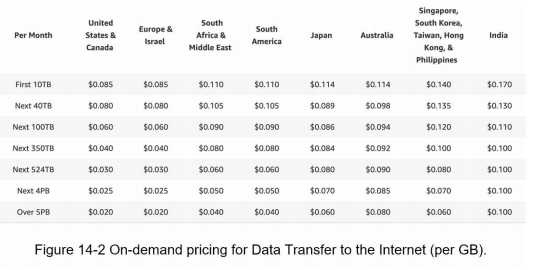 Per Month United States & Canada Europe & Israel South Africa & Middle East South America Japan Australia Singapore, South Korea, Taiwan, Hong Kong, & Philippines India
First 10TB $0.085 $0.085 $0.110 $0.110 $0.114 $0.114 $0.140 $0.170
Next 40TB $0.080 $0.080 $0.105 $0.105 $0.089 $0.098 $0.135 $0.130
Next 100TB $0.060 $0.060 $0.090 $0.090 $0.086 $0.094 $0.120 $0.110
Next 350TB $0.040 $0.040 $0.080 $0.080 $0.084 $0.092 $0.100 $0.100
Next 524TB $0.030 $0.030 $0.060 $0.060 $0.080 $0.090 $0.080 $0.100
Next 4PB $0.025 $0.025 $0.050 $0.050 $0.070 $0.085 $0.070 $0.100
Over 5PB $0.020 $0.020 $0.040 $0.040 $0.060 $0.080 $0.060 $0.100
Figure 14-2 On-demand pricing for Data Transfer to the Internet (per GB).